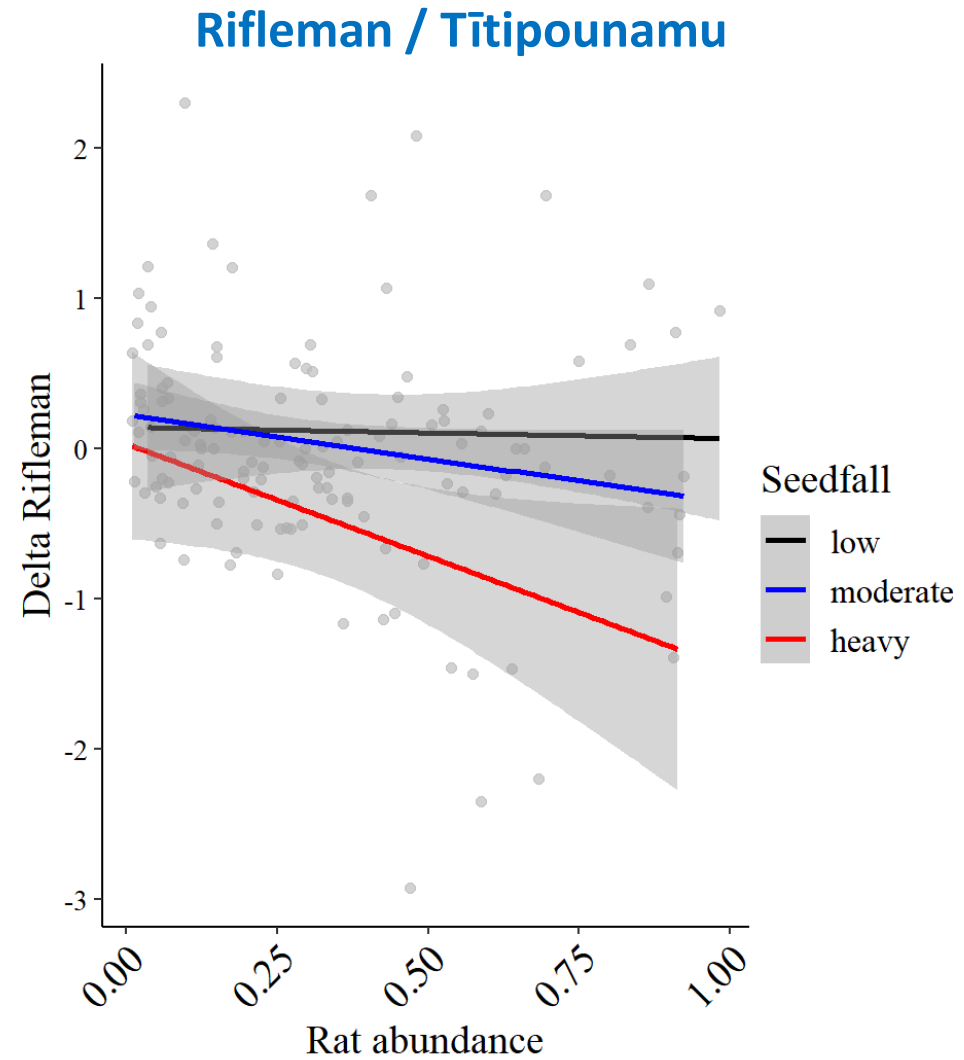 Rifleman / Tītipounamu
Delta Rifleman
2
1
0
-1
-2
-3
0.00
0.25
0.50
0.75
1.00
Rat abundance
Seedfall
low
moderate
heavy